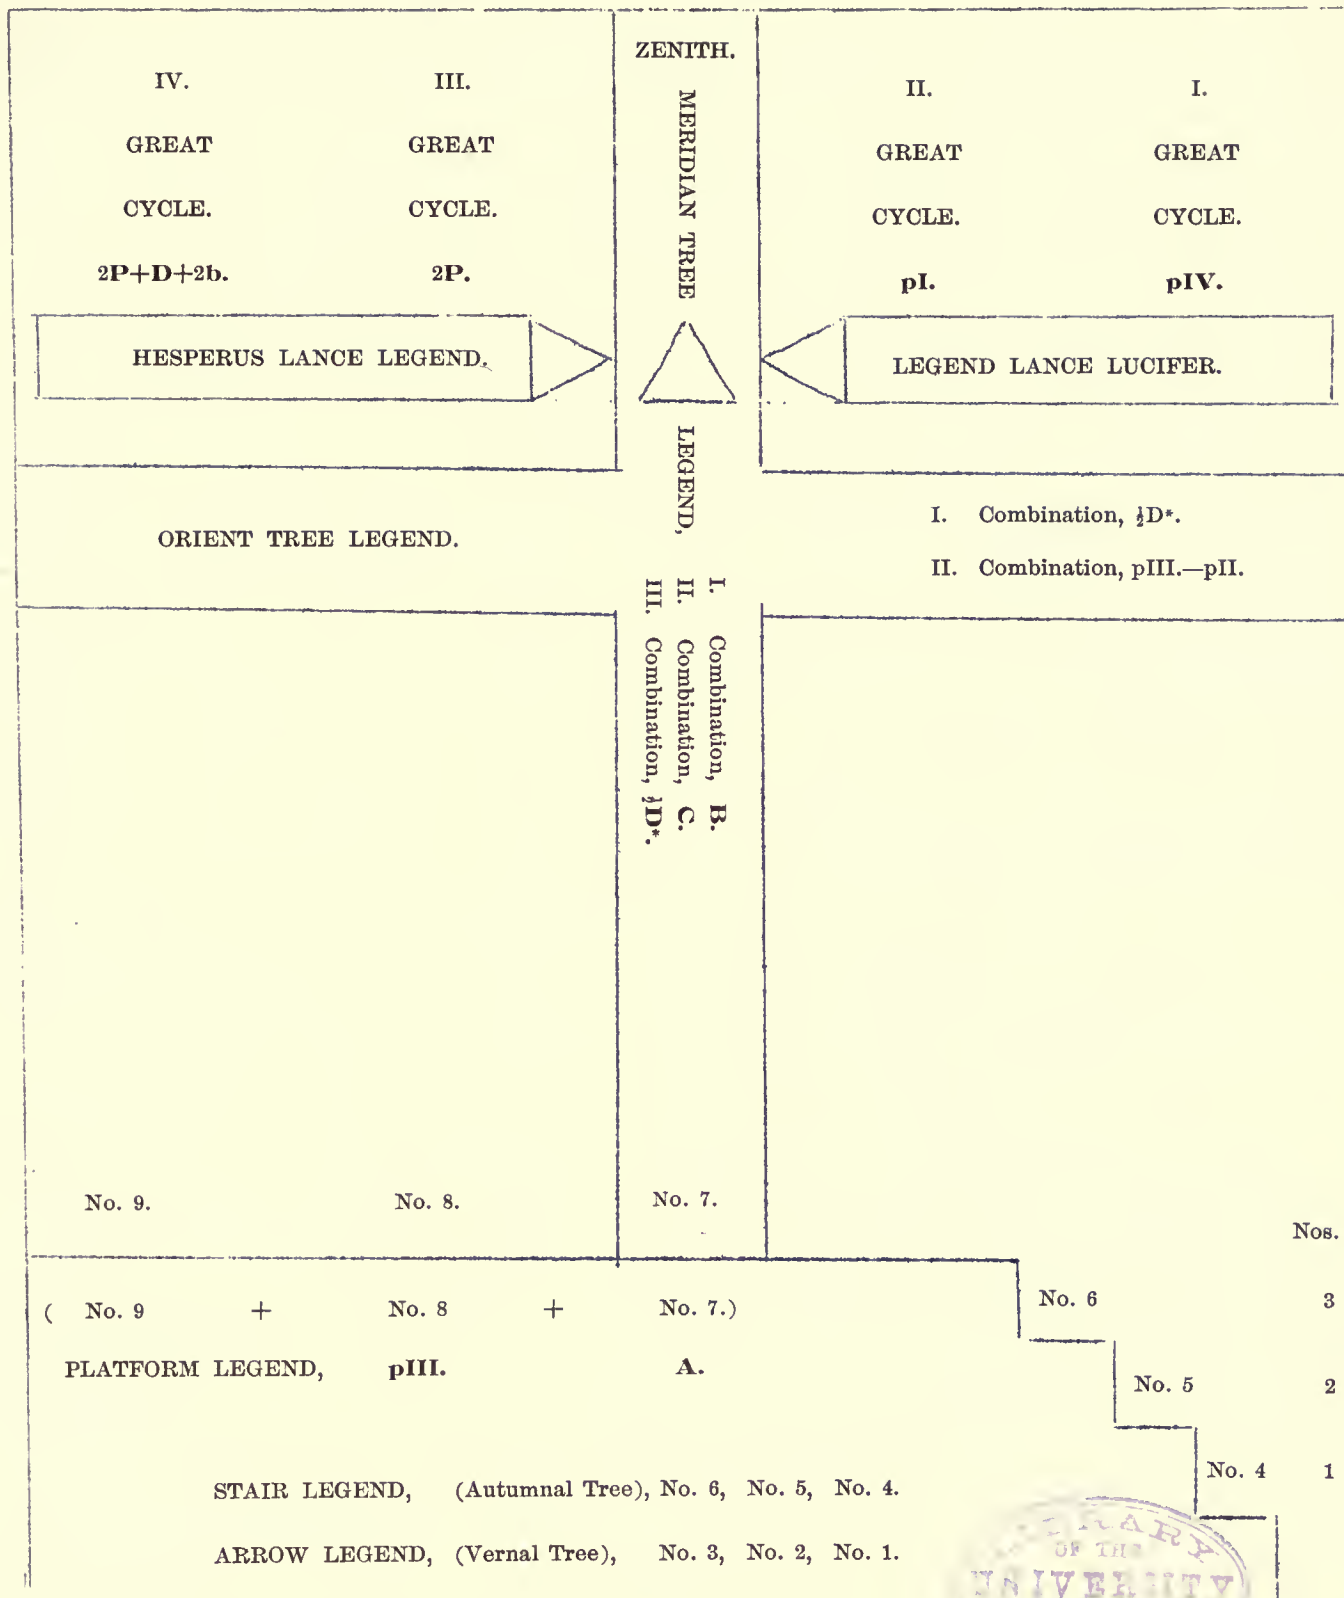 ZENITH.
IV. III.
GREAT GREAT
CYCLE. CYCLE.
2P+D+2b. 2P.
HESPERUS LANCE LEGEND.
MERIDIAN TREE
II. I.
GREAT GREAT
CYCLE. CYCLE.
pI. pIV.
LEGEND LANCE LUCIFER.
LEGEND,
ORIENT TREE LEGEND.
I. Combination, ½D*.
II. Combination, pIII.—pII.
I. Combination, B.
II. Combination, C.
III. Combination, ½D*.
No. 9. No. 8. No. 7.
Nos.
( No. 9 + No. 8 + No. 7.)
No. 6 3
PLATFORM LEGEND, pIII. A.
No. 5 2
No. 4 1
STAIR LEGEND, (Autumnal Tree), No. 6, No. 5, No. 4.
ARROW LEGEND, (Vernal Tree), No. 3, No. 2, No. 1.
OF